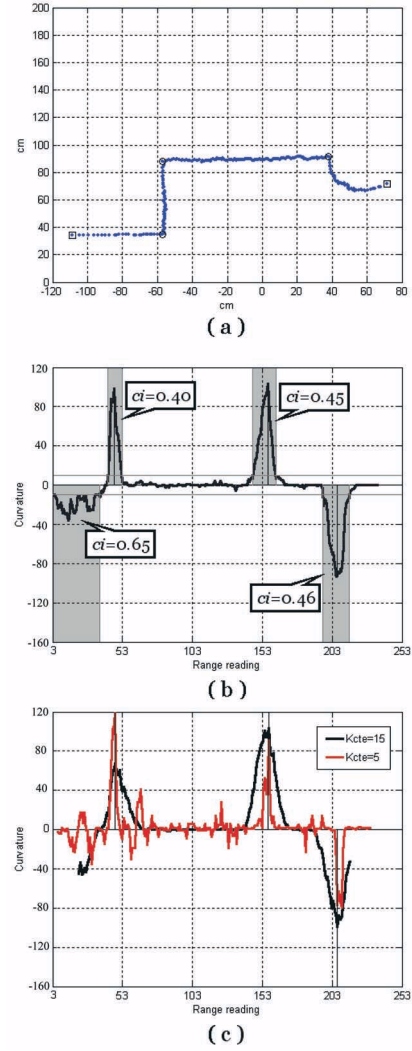 200
180
160
140
120
100
80
60
40
20
0
cm
-120 -100 -80 -60 -40 -20 0 20 40 60 80
cm
( a )
120
80
40
0
-40
-80
-120
-160
Curvature
ci=0.40
ci=0.45
ci=0.65
ci=0.46
3 53 103 153 203 253
Range reading
( b )
120
80
40
0
-40
-80
-120
-160
Curvature
Kcte=15
Kcte=5
3 53 103 153 203 253
Range reading
( c )